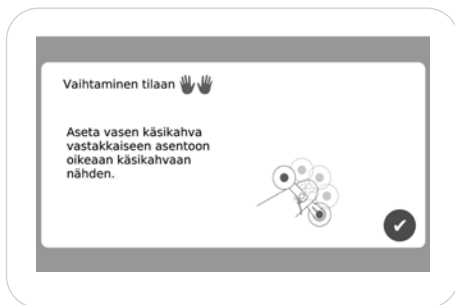 Vaihtaminen tilaan
Aseta vasen käsikahva
vastakkaiseen asentoon
oikeaan käsikahvaan
nähden.